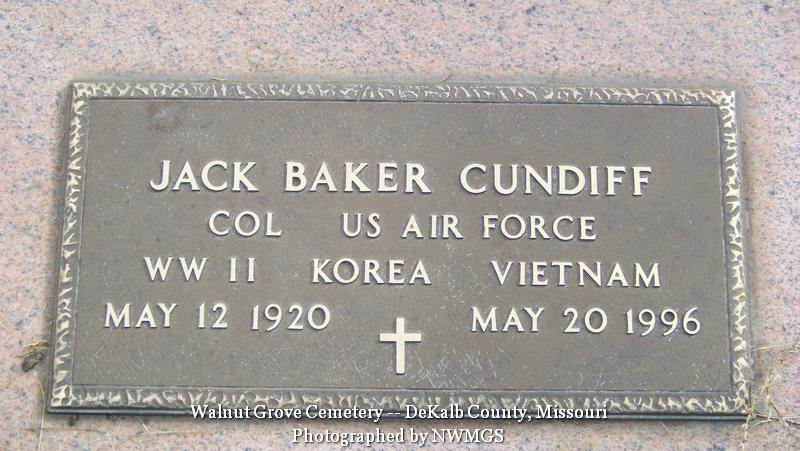 JACK BAKER CUNDIFF
COL US AIR FORCE
WW II KOREA VIETNAM
MAY 12 1920 MAY 20 1996
Walnut Grove Cemetery -- DeKalb County, Missouri
Photographed by NWMGS